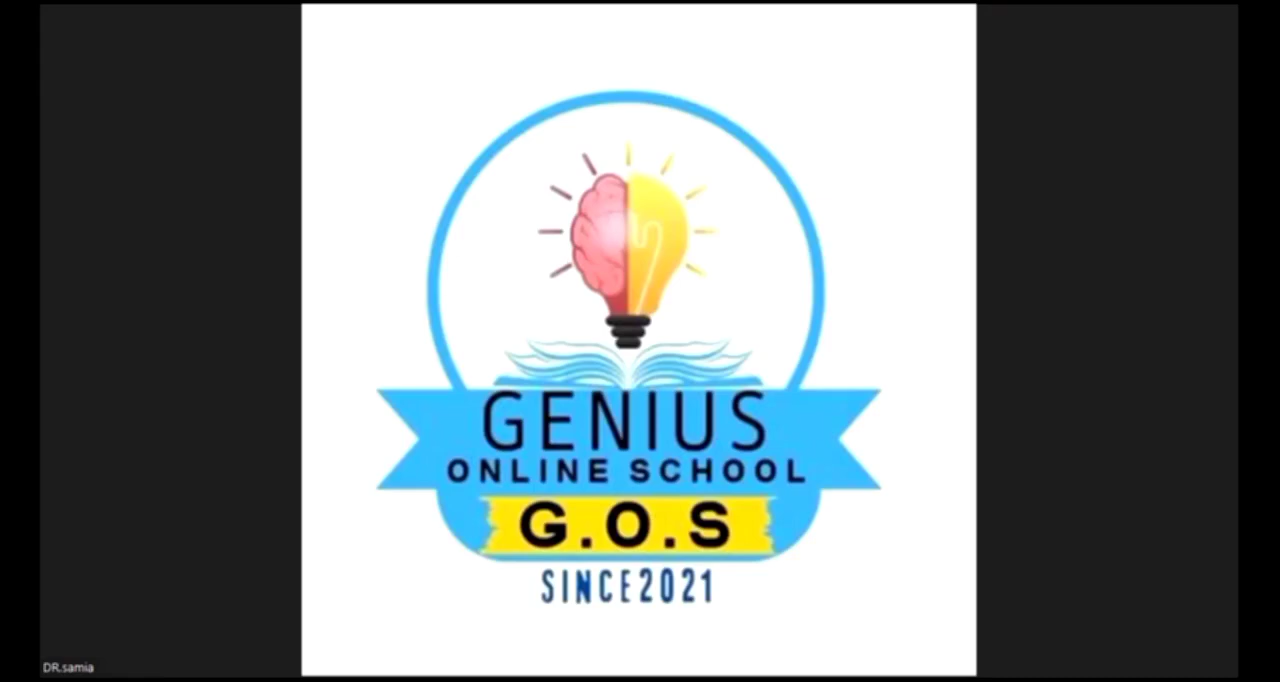 GENIUS
ONLINE SCHOOL
G.O.S
SINCE2021
DR.samia